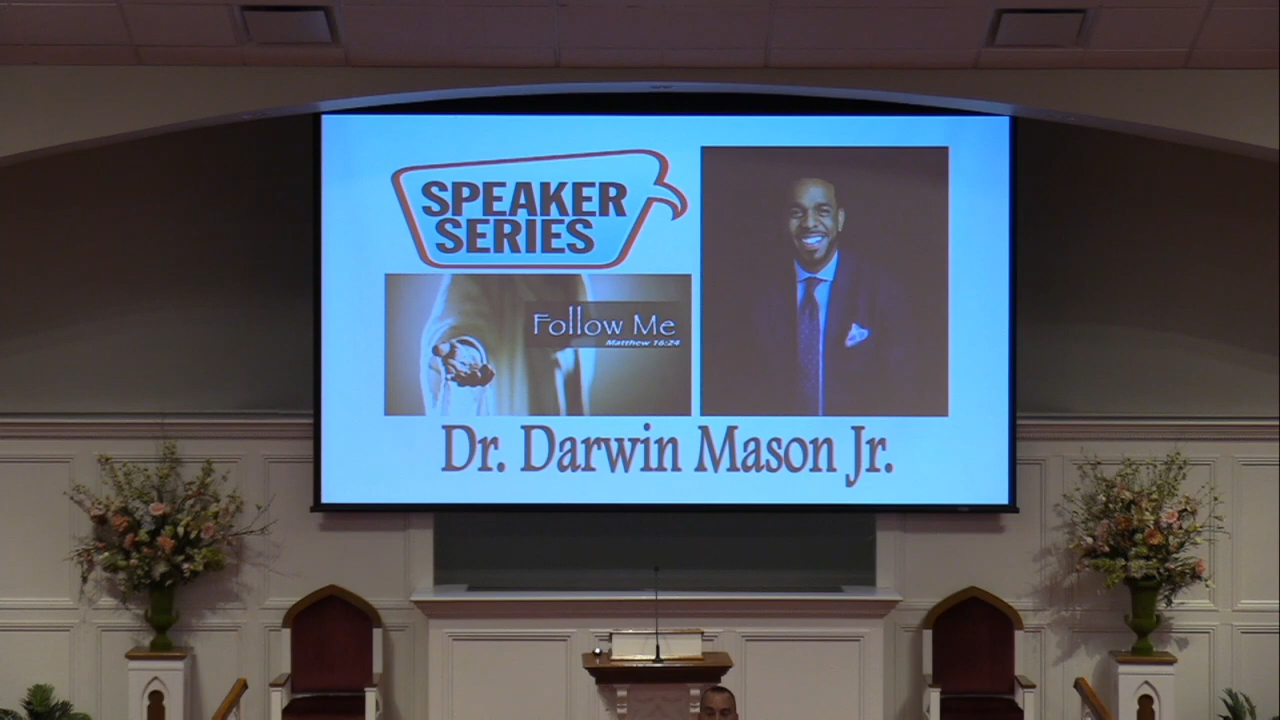 SPEAKER
SERIES
Follow Me
Matthew 16:24
Dr. Darwin Mason Jr.